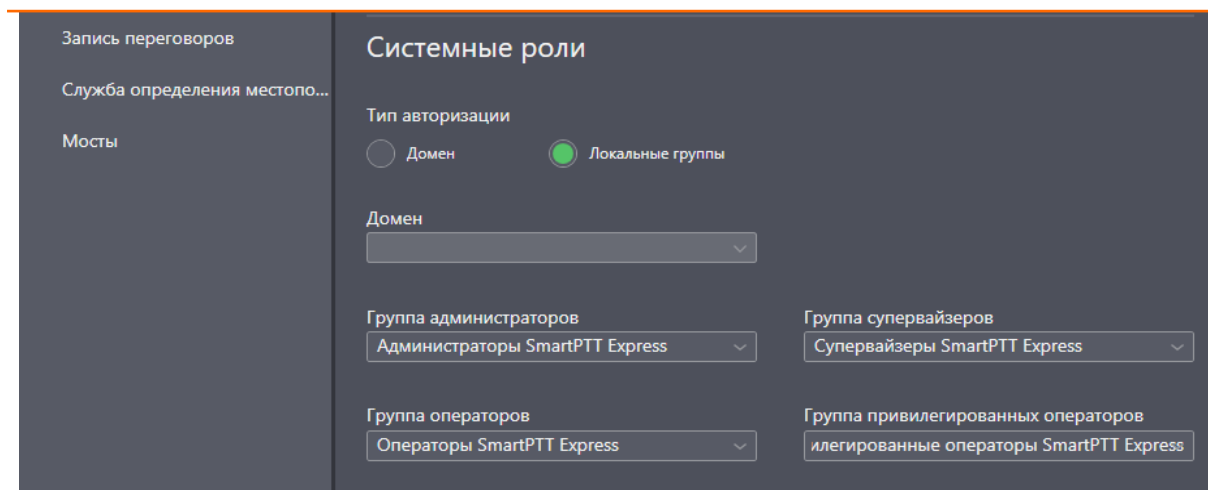 Запись переговоров
Служба определения местопо...
Мосты
Системные роли
Тип авторизации
Домен
Локальные группы
Домен
Группа администраторов
Администраторы SmartPTT Express
Группа супервайзеров
Супервайзеры SmartPTT Express
Группа операторов
Операторы SmartPTT Express
Группа привилегированных операторов
илегированные операторы SmartPTT Express